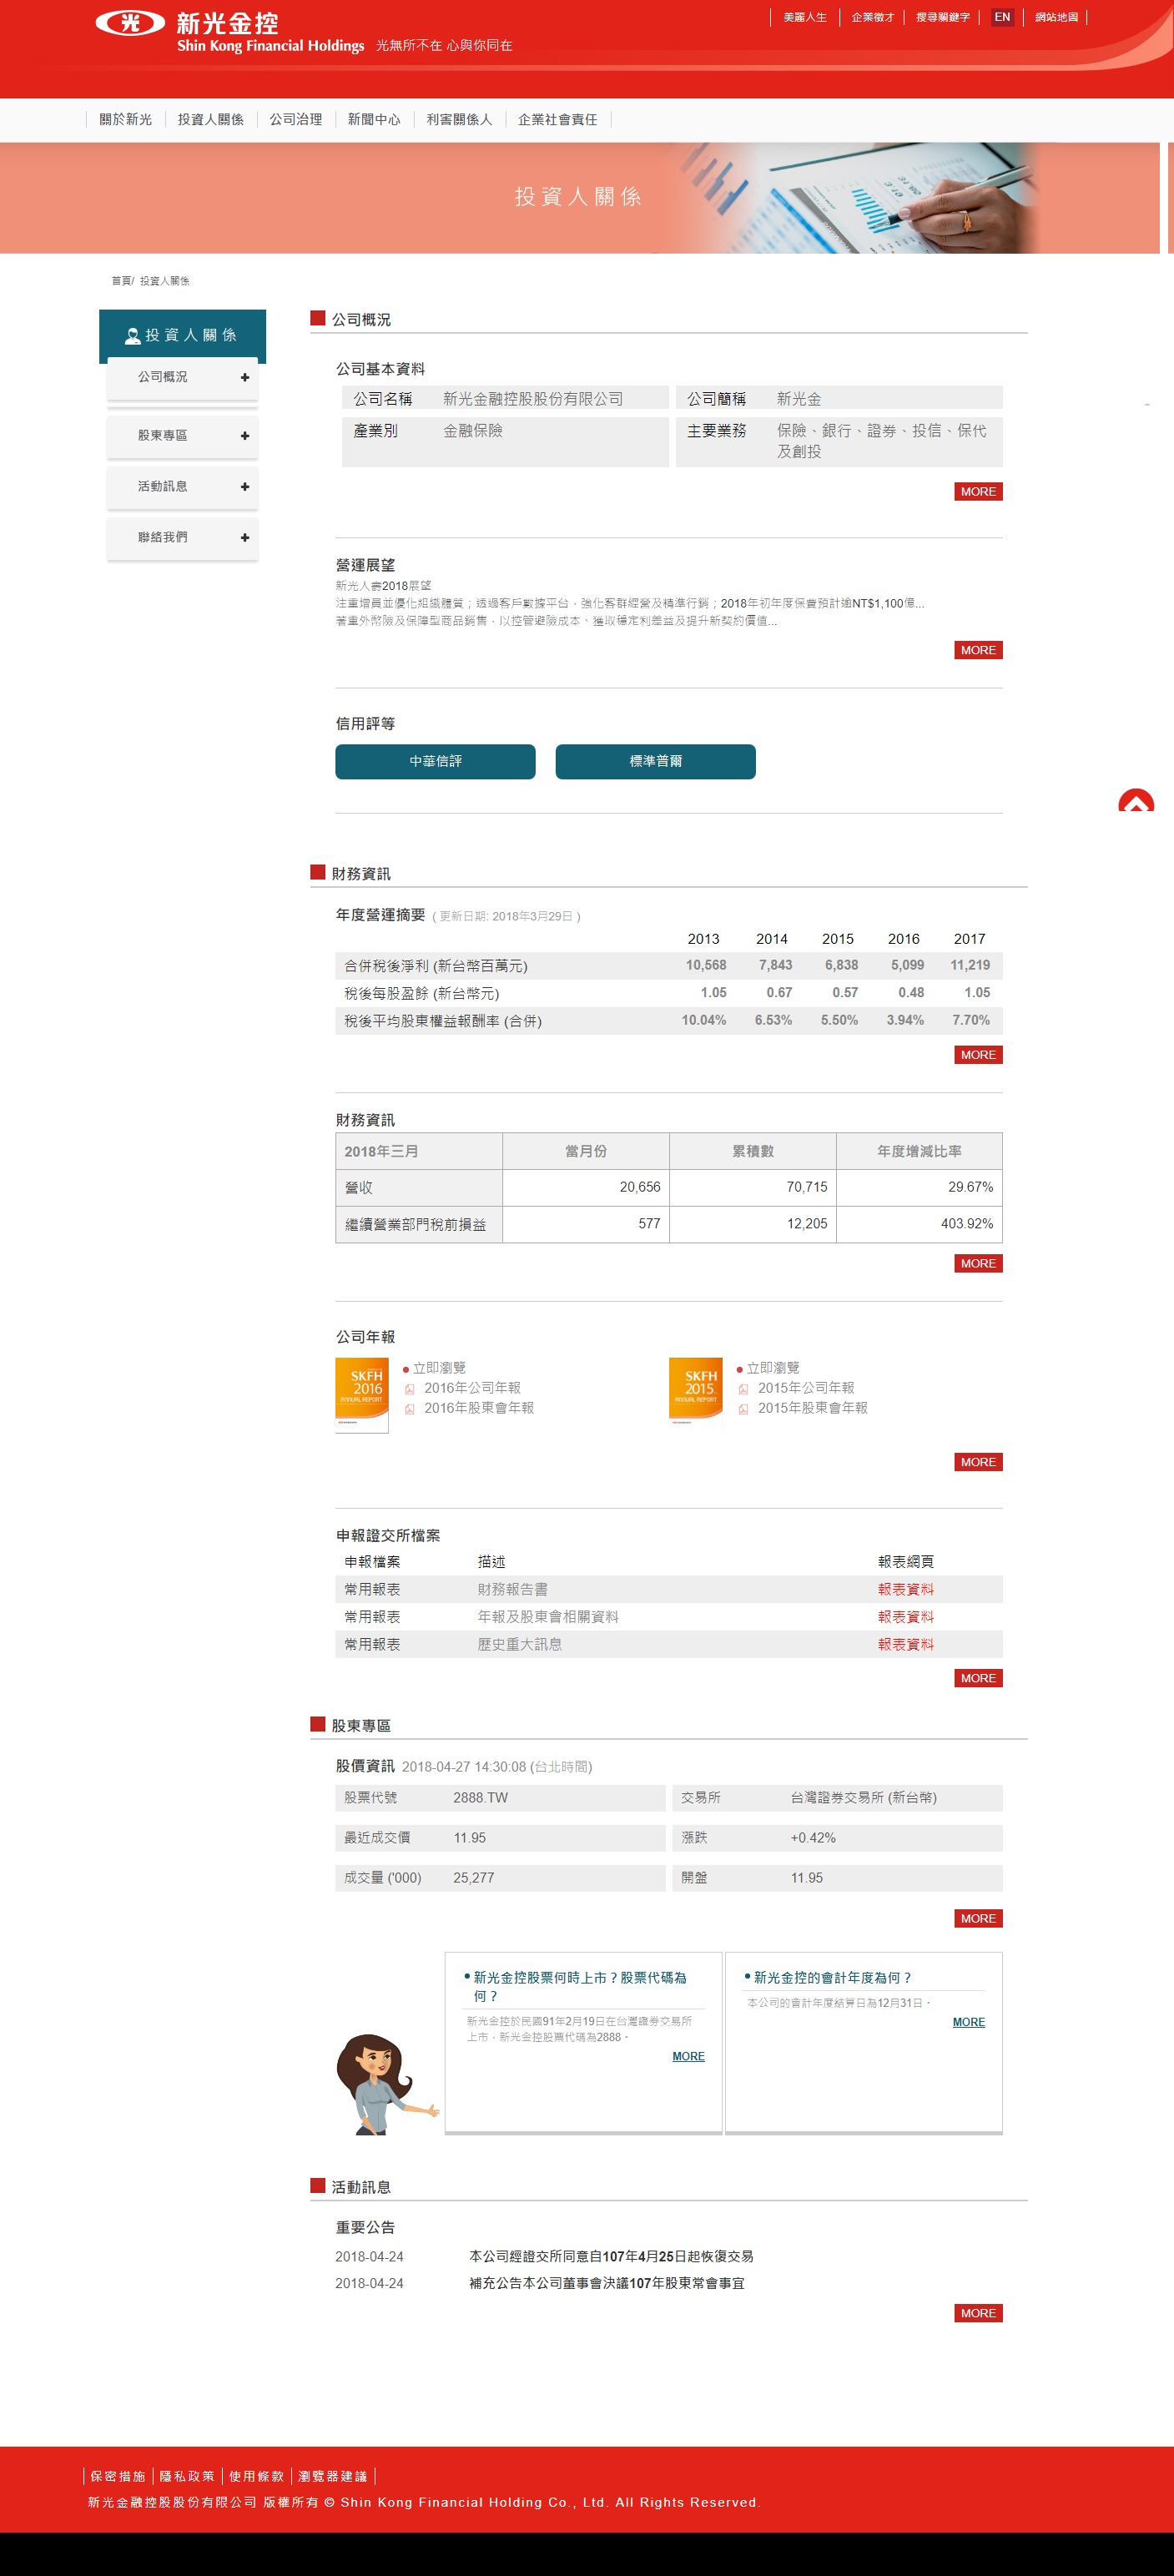 新光金控
Shin Kong Financial Holdings 光無所不在 心與你同在
美麗人生 企業徵才 搜尋關鍵字 EN 網站地圖
關於新光 投資人關係 公司治理 新聞中心 利害關係人 企業社會責任
投資人關係
首頁/ 投資人關係
投資人關係
公司概況
股東專區
活動訊息
聯絡我們
公司概況
公司基本資料
公司名稱 新光金融控股股份有限公司 公司簡稱 新光金
產業別 金融保險 主要業務 保險、銀行、證券、投信、保代
及創投
MORE
營運展望
新光人壽2018展望
注重增員並優化組織體質；透過客戶數據平台，強化客群經營及精準行銷；2018年初年度保費預計逾NT$1,100億...
著重外幣險及保障型商品銷售，以控管避險成本、獲取穩定利差益及提升新契約價值...
MORE
信用評等
中華信評 標準普爾
財務資訊
年度營運摘要 ( 更新日期: 2018年3月29日 )
2013 2014 2015 2016 2017
合併稅後淨利 (新台幣百萬元) 10,568 7,843 6,838 5,099 11,219
稅後每股盈餘 (新台幣元) 1.05 0.67 0.57 0.48 1.05
稅後平均股東權益報酬率 (合併) 10.04% 6.53% 5.50% 3.94% 7.70%
MORE
財務資訊
2018年三月 當月份 累積數 年度增減比率
營收 20,656 70,715 29.67%
繼續營業部門稅前損益 577 12,205 403.92%
MORE
公司年報
SKFH
2016
ANNUAL REPORT
立即瀏覽
2016年公司年報
2016年股東會年報
SKFH
2015
ANNUAL REPORT
立即瀏覽
2015年公司年報
2015年股東會年報
MORE
申報證交所檔案
申報檔案 描述 報表網頁
常用報表 財務報告書 報表資料
常用報表 年報及股東會相關資料 報表資料
常用報表 歷史重大訊息 報表資料
MORE
股東專區
股價資訊 2018-04-27 14:30:08 (台北時間)
股票代號 2888.TW 交易所 台灣證券交易所 (新台幣)
最近成交價 11.95 漲跌 +0.42%
成交量 ('000) 25,277 開盤 11.95
MORE
新光金控股票何時上市？股票代碼為
何？
新光金控於民國91年2月19日在台灣證券交易所
上市，新光金控股票代碼為2888。
MORE
新光金控的會計年度為何？
本公司的會計年度結算日為12月31日。
MORE
活動訊息
重要公告
2018-04-24 本公司經證交所同意自107年4月25日起恢復交易
2018-04-24 補充公告本公司董事會決議107年股東常會事宜
MORE
保密措施 隱私政策 使用條款 瀏覽器建議
新光金融控股股份有限公司 版權所有 © Shin Kong Financial Holding Co., Ltd. All Rights Reserved.